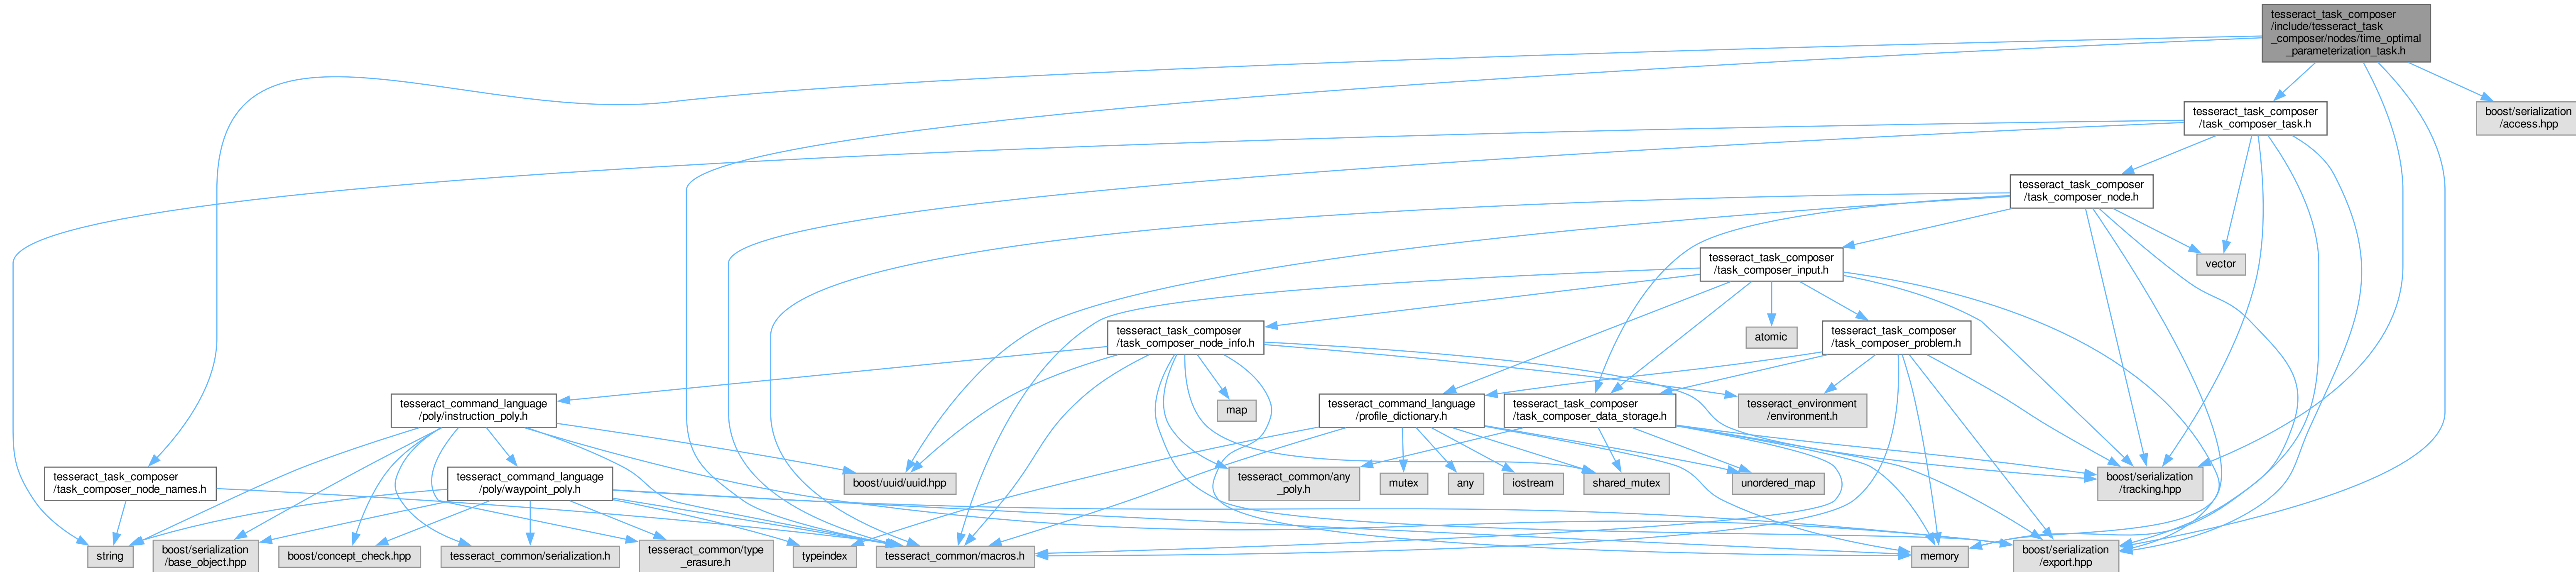 tesseract_task_composer
/include/tesseract_task
_composer/nodes/time_optimal
_parameterization_task.h
tesseract_task_composer
/task_composer_task.h
boost/serialization
/access.hpp
tesseract_task_composer
/task_composer_node.h
tesseract_task_composer
/task_composer_input.h
vector
tesseract_task_composer
/task_composer_node_info.h
atomic
tesseract_task_composer
/task_composer_problem.h
tesseract_command_language
/poly/instruction_poly.h
map
tesseract_command_language
/profile_dictionary.h
tesseract_task_composer
/task_composer_data_storage.h
tesseract_environment
/environment.h
tesseract_task_composer
/task_composer_node_names.h
tesseract_command_language
/poly/waypoint_poly.h
boost/uuid/uuid.hpp
tesseract_common/any
_poly.h
mutex
any
iostream
shared_mutex
unordered_map
boost/serialization
/tracking.hpp
string
boost/serialization
/base_object.hpp
boost/concept_check.hpp
tesseract_common/serialization.h
tesseract_common/type
_erasure.h
typeindex
tesseract_common/macros.h
memory
boost/serialization
/export.hpp